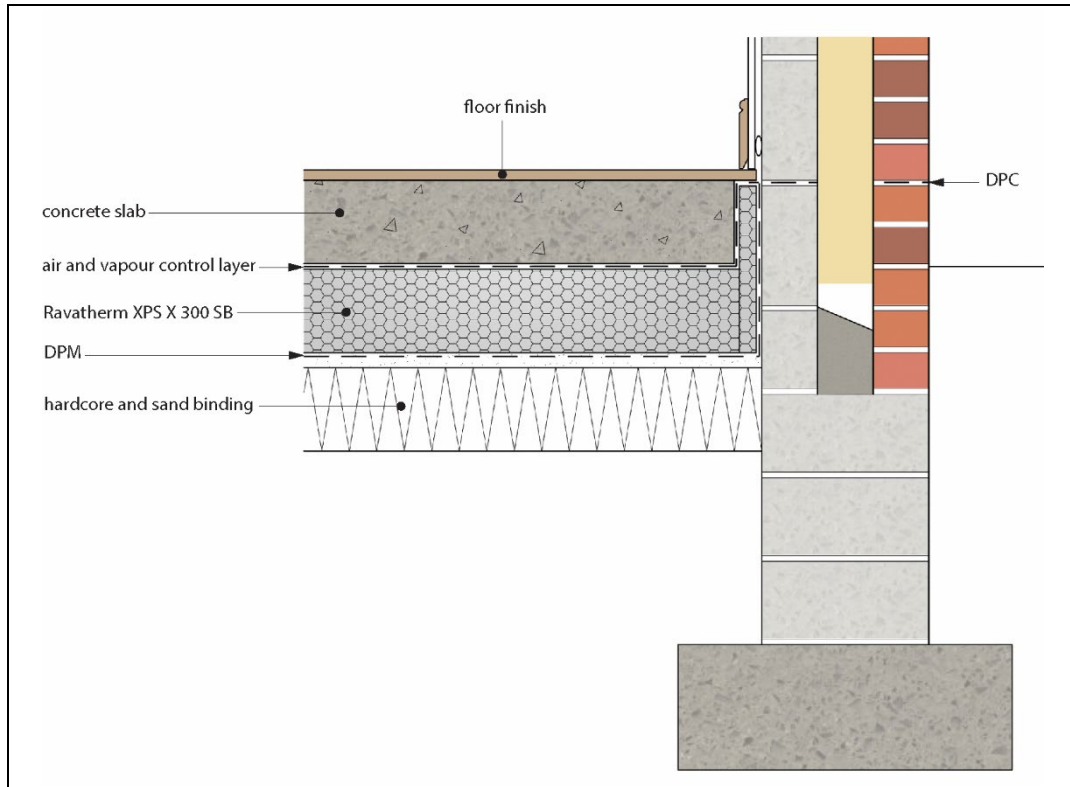 floor finish
DPC
concrete slab
air and vapour control layer
Ravatherm XPS X 300 SB
DPM
hardcore and sand binding